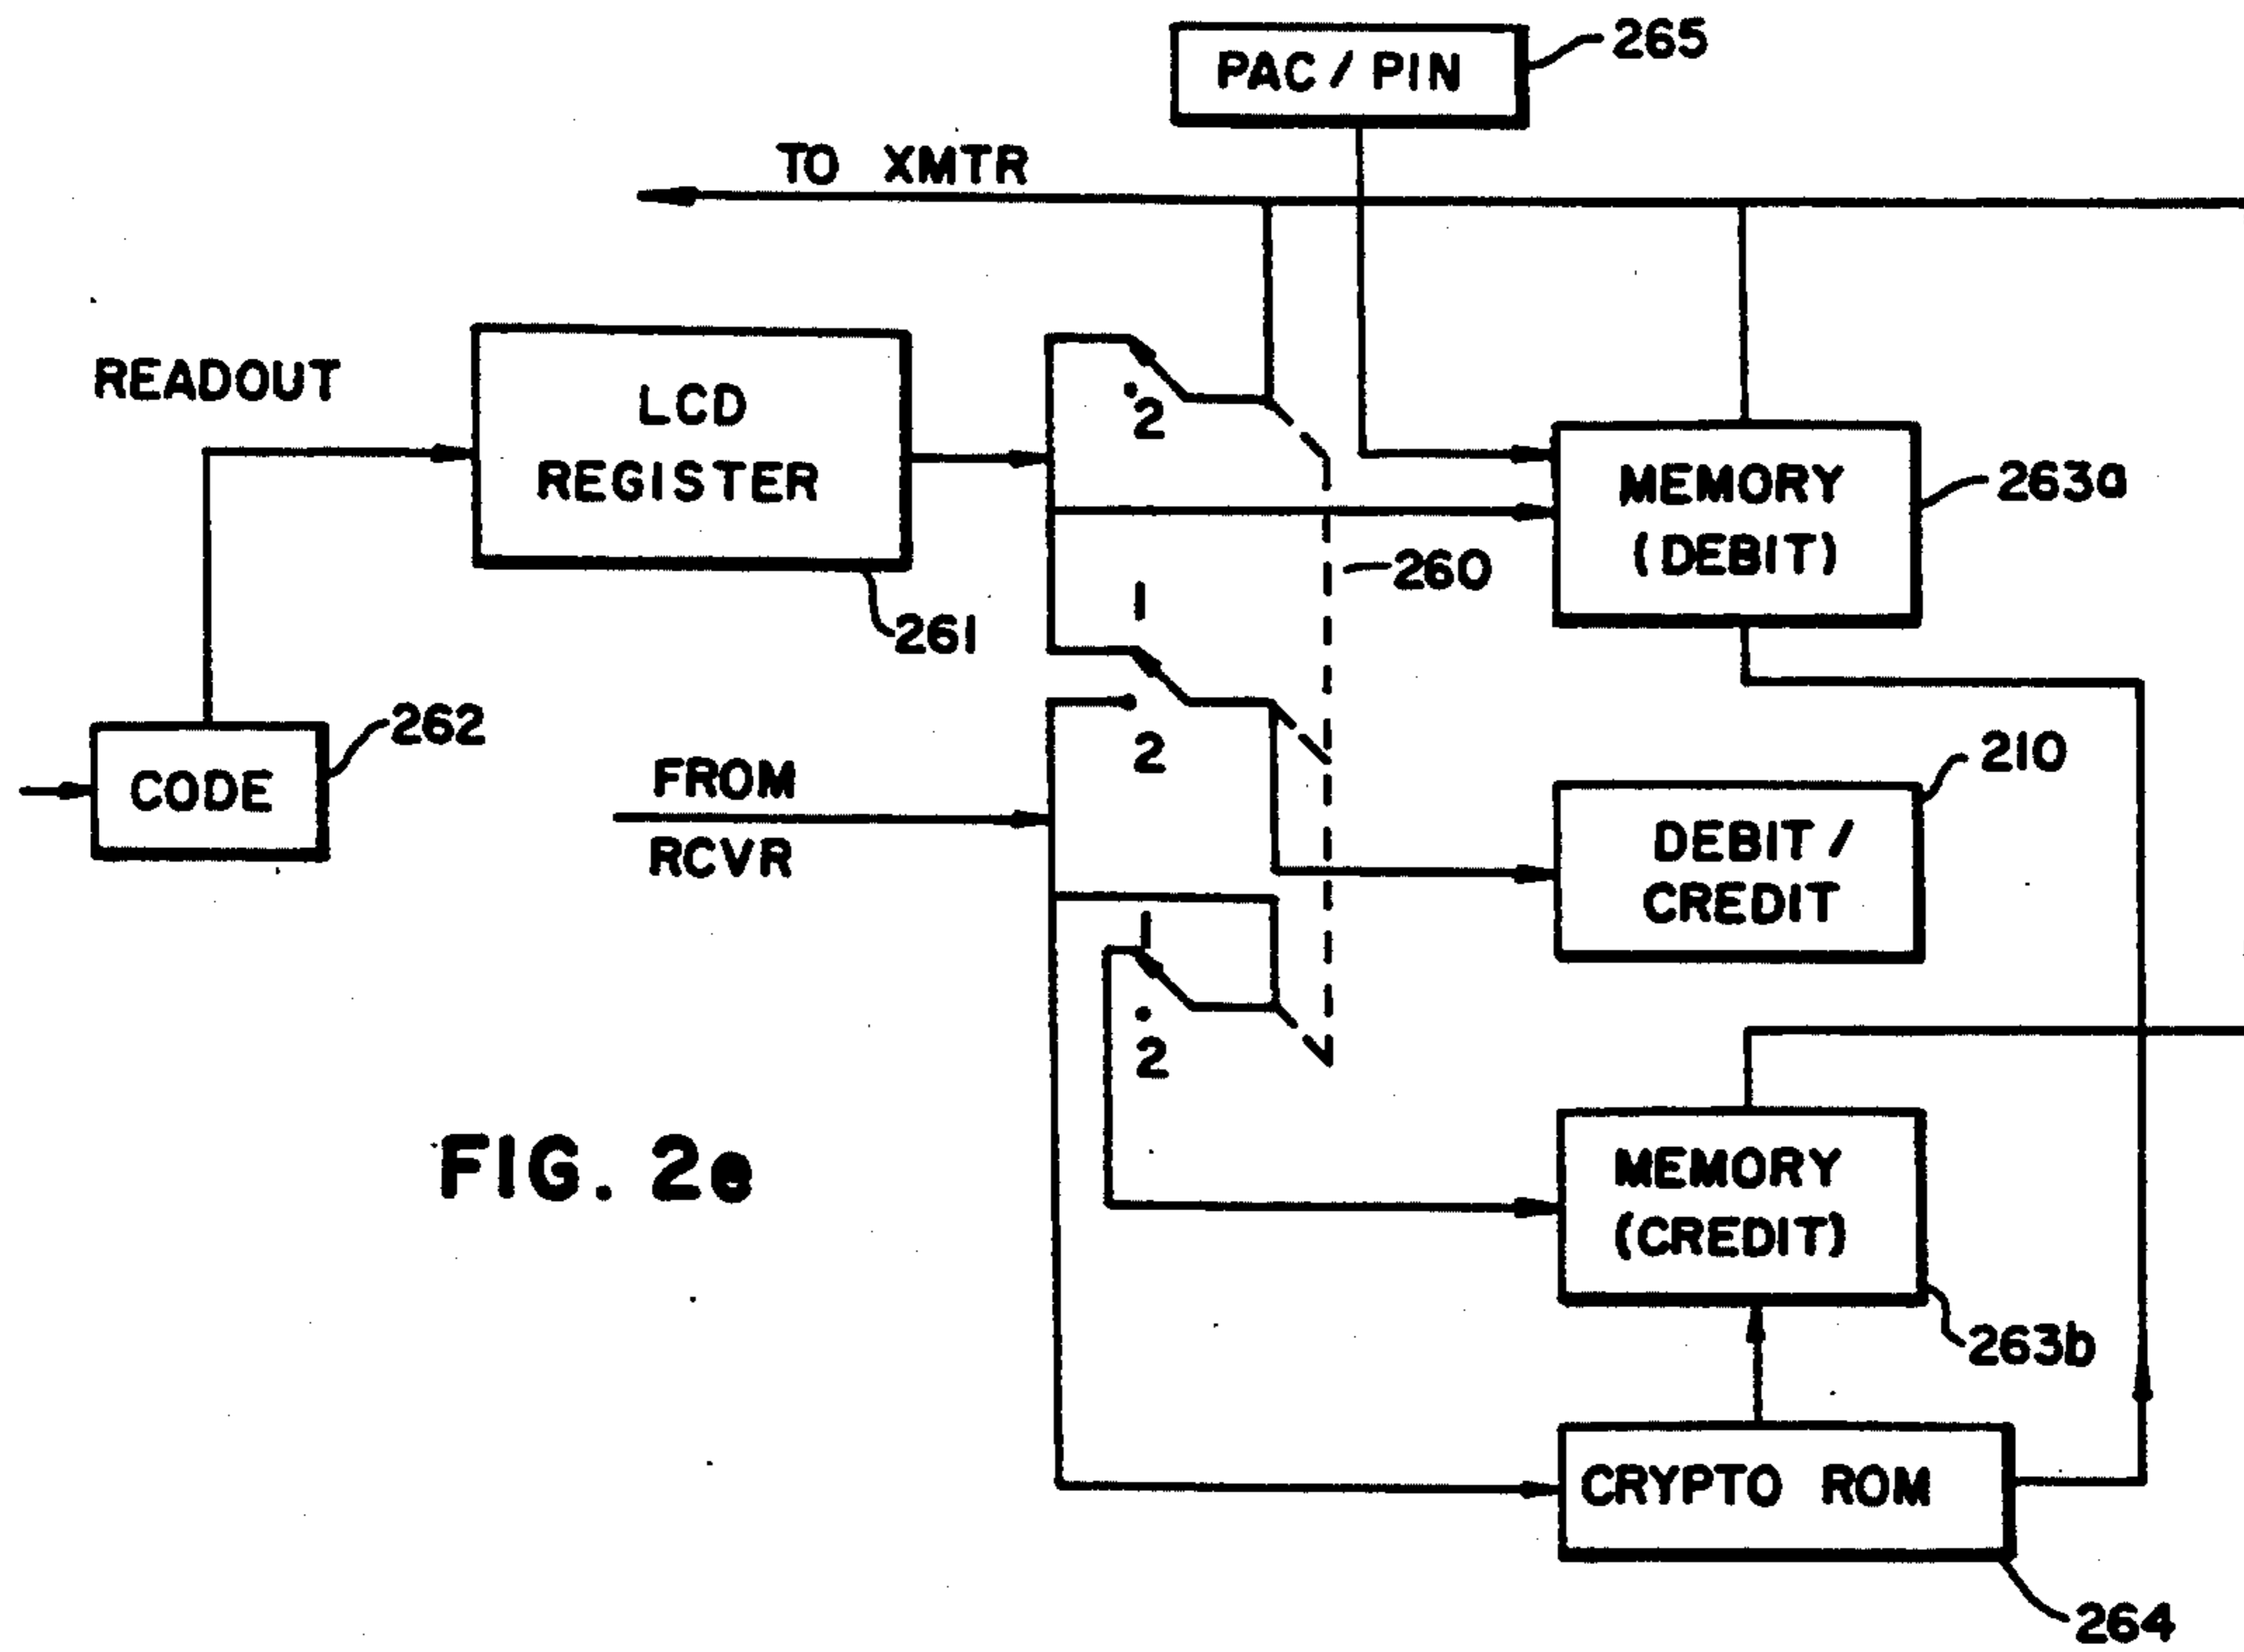 PAC / PIN
265
TO XMTR
READOUT
LCD
REGISTER
261
2
MEMORY
(DEBIT)
263a
260
1
2
CODE
262
FROM
RCVR
DEBIT /
CREDIT
210
1
2
MEMORY
(CREDIT)
263b
FIG. 2e
CRYPTO ROM
264